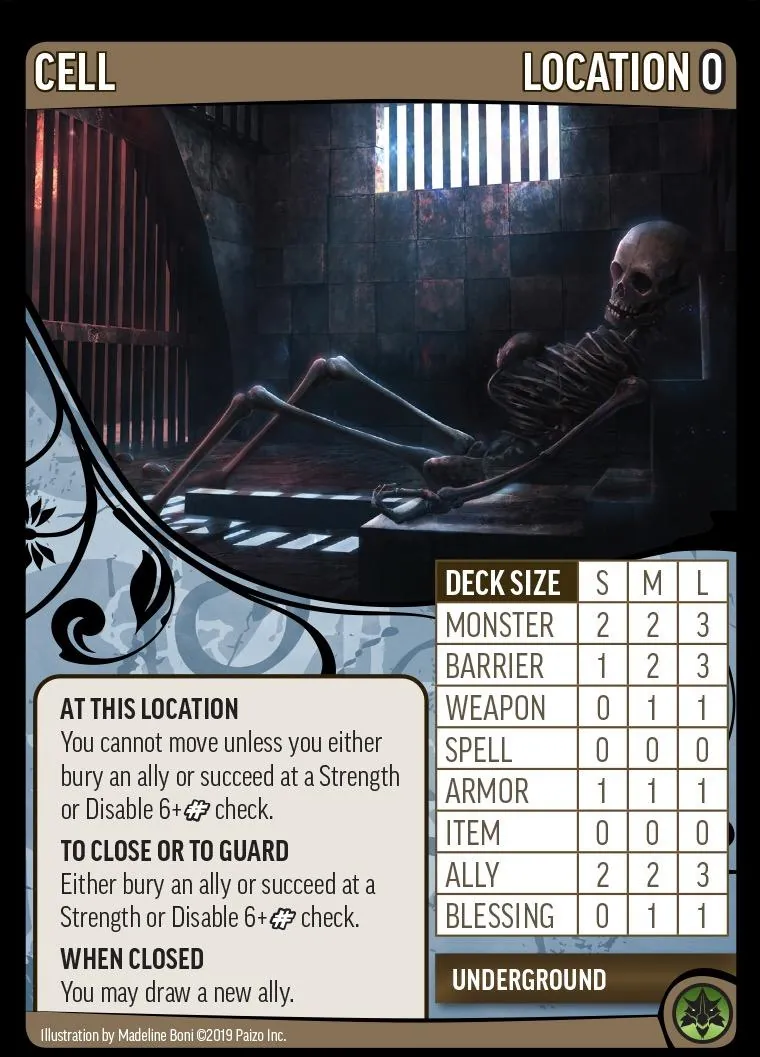 CELL
LOCATION 0
AT THIS LOCATION
You cannot move unless you either
bury an ally or succeed at a Strength
or Disable 6+# check.
TO CLOSE OR TO GUARD
Either bury an ally or succeed at a
Strength or Disable 6+# check.
WHEN CLOSED
You may draw a new ally.
DECK SIZE S M L
MONSTER 2 2 3
BARRIER 1 2 3
WEAPON 0 1 1
SPELL 0 0 0
ARMOR 1 1 1
ITEM 0 0 0
ALLY 2 2 3
BLESSING 0 1 1
UNDERGROUND
Illustration by Madeline Boni ©2019 Paizo Inc.